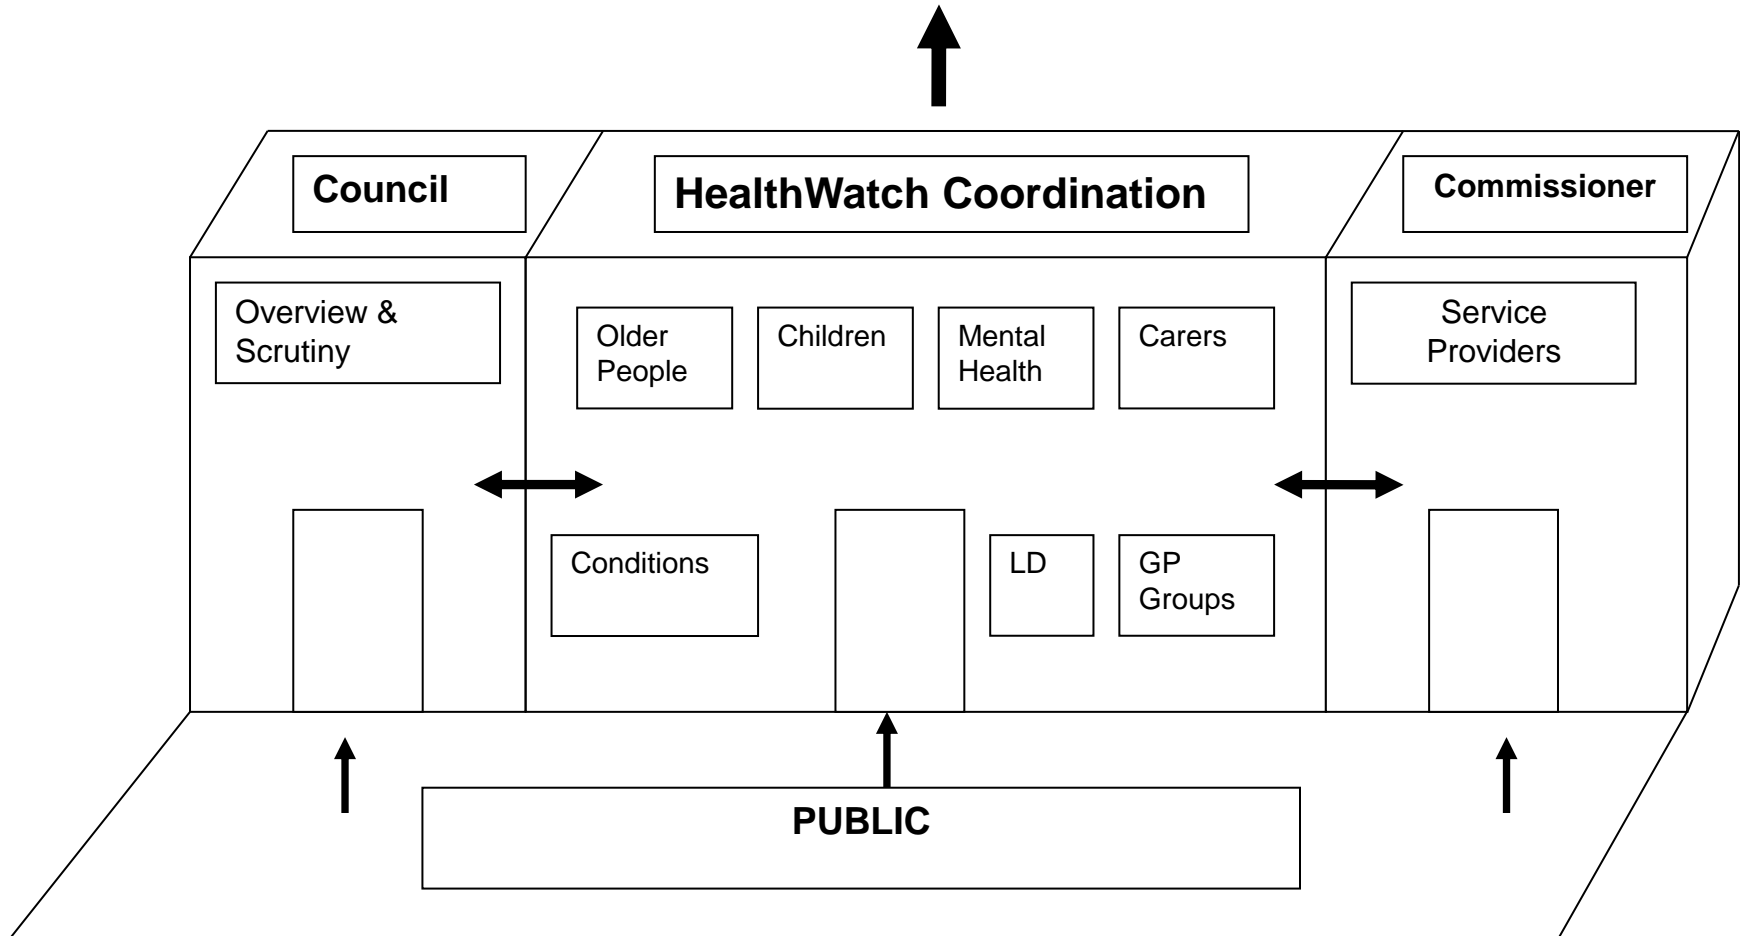 Council
HealthWatch Coordination
Commissioner
Overview &
Scrutiny
Older
People
Children
Mental
Health
Carers
Service
Providers
Conditions
LD
GP
Groups
PUBLIC